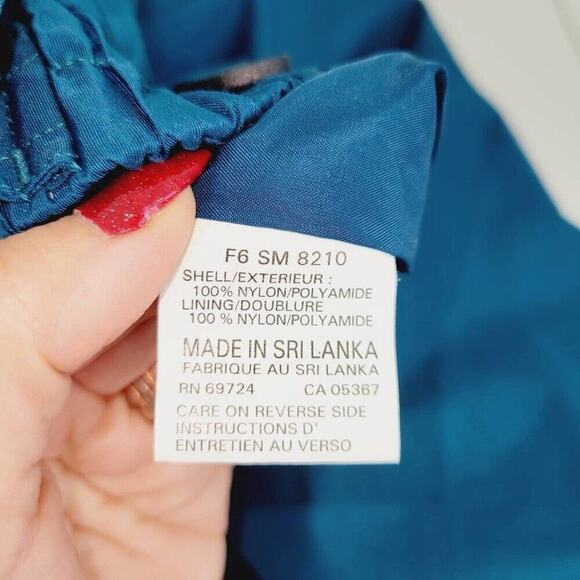 F6 SM 8210
SHELL/EXTERIEUR :
100% NYLON/POLYAMIDE
LINING/DOUBLURE
100 % NYLON/POLYAMIDE
MADE IN SRI LANKA
FABRIQUE AU SRI LANKA
RN 69724 CA 05367
CARE ON REVERSE SIDE
INSTRUCTIONS D'
ENTRETIEN AU VERSO